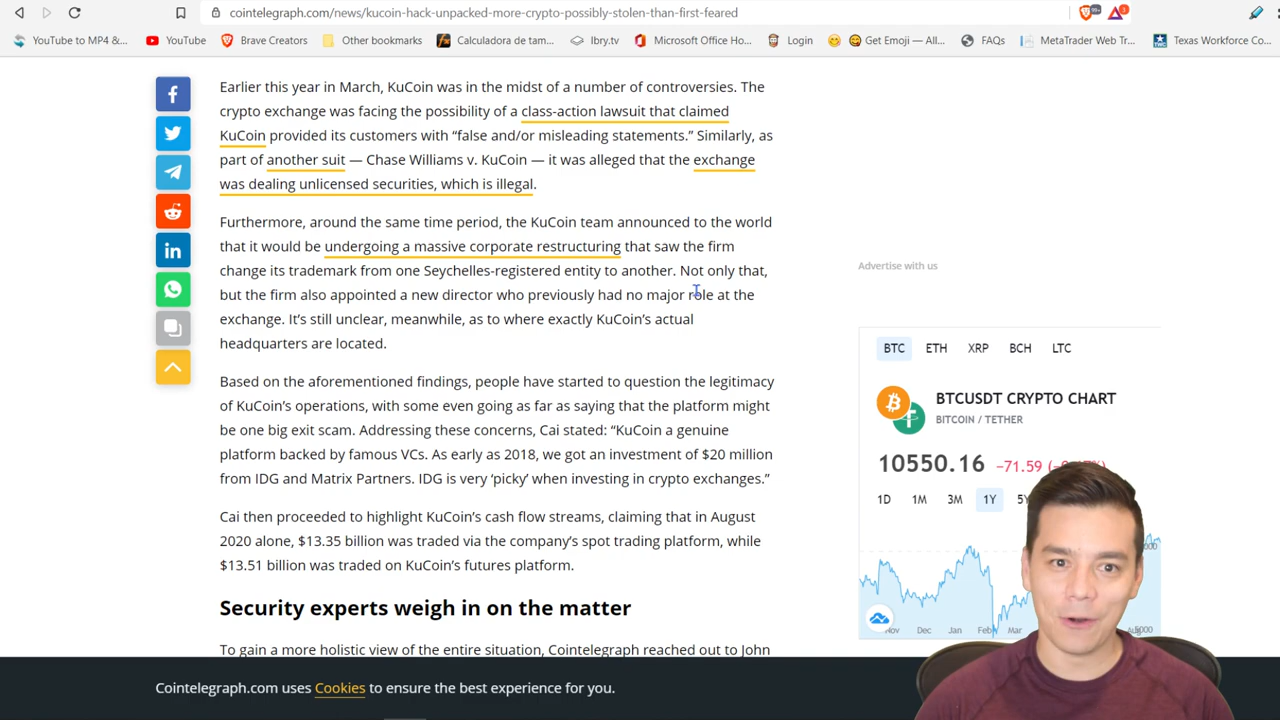 cointelegraph.com/news/kucoin-hack-unpacked-more-crypto-possibly-stolen-than-first-feared
99+
3
YouTube to MP4 &...
YouTube
Brave Creators
Other bookmarks
Calculadora de tam...
lbry.tv
Microsoft Office Ho...
Login
Get Emoji — All...
FAQs
MetaTrader Web Tr...
Texas Workforce Co...
Earlier this year in March, KuCoin was in the midst of a number of controversies. The
crypto exchange was facing the possibility of a class-action lawsuit that claimed
KuCoin provided its customers with “false and/or misleading statements.” Similarly, as
part of another suit — Chase Williams v. KuCoin — it was alleged that the exchange
was dealing unlicensed securities, which is illegal.
Furthermore, around the same time period, the KuCoin team announced to the world
that it would be undergoing a massive corporate restructuring that saw the firm
change its trademark from one Seychelles-registered entity to another. Not only that,
but the firm also appointed a new director who previously had no major role at the
exchange. It’s still unclear, meanwhile, as to where exactly KuCoin’s actual
headquarters are located.
Based on the aforementioned findings, people have started to question the legitimacy
of KuCoin’s operations, with some even going as far as saying that the platform might
be one big exit scam. Addressing these concerns, Cai stated: “KuCoin a genuine
platform backed by famous VCs. As early as 2018, we got an investment of $20 million
from IDG and Matrix Partners. IDG is very ‘picky’ when investing in crypto exchanges.”
Cai then proceeded to highlight KuCoin’s cash flow streams, claiming that in August
2020 alone, $13.35 billion was traded via the company’s spot trading platform, while
$13.51 billion was traded on KuCoin’s futures platform.
Security experts weigh in on the matter
To gain a more holistic view of the entire situation, Cointelegraph reached out to John
Advertise with us
BTC ETH XRP BCH LTC
BTCUSDT CRYPTO CHART
BITCOIN / TETHER
10550.16 −71.59
1D 1M 3M 1Y
Nov Dec Jan Feb Mar
5000
Cointelegraph.com uses Cookies to ensure the best experience for you.